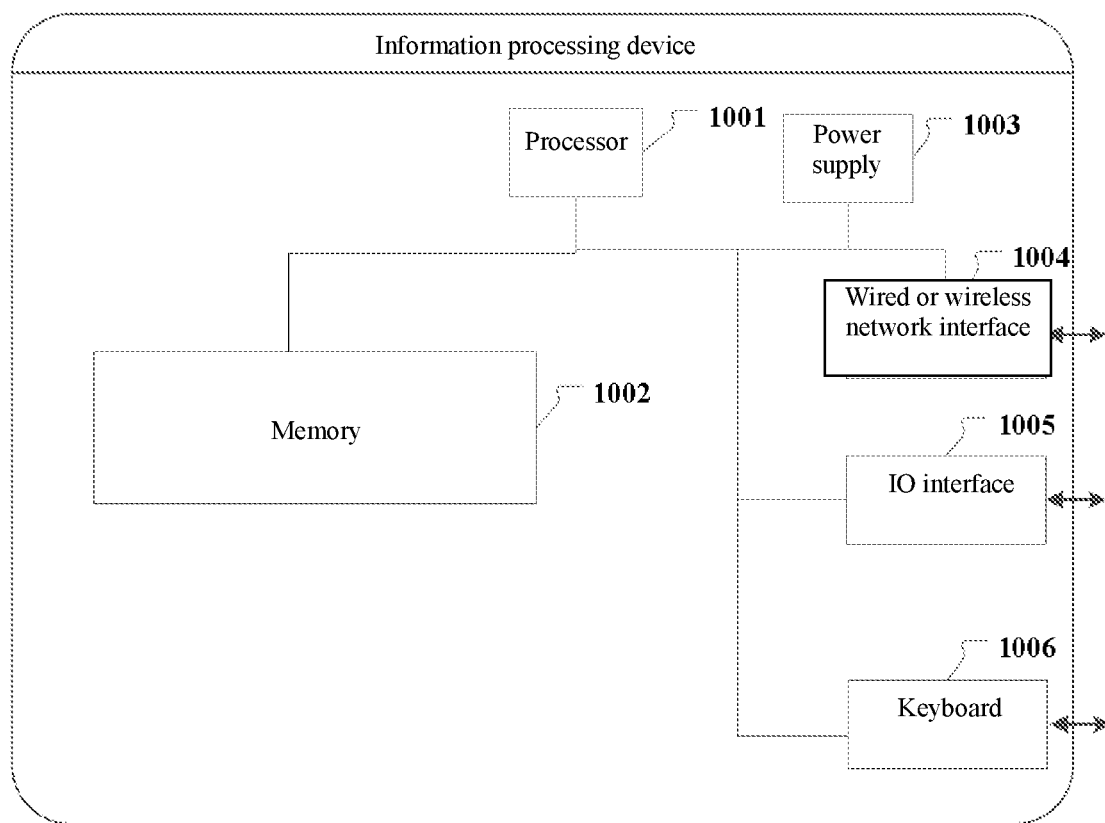 Information processing device
Processor
1001
Power
supply
1003
1004
Wired or wireless
network interface
Memory
1002
1005
IO interface
1006
Keyboard